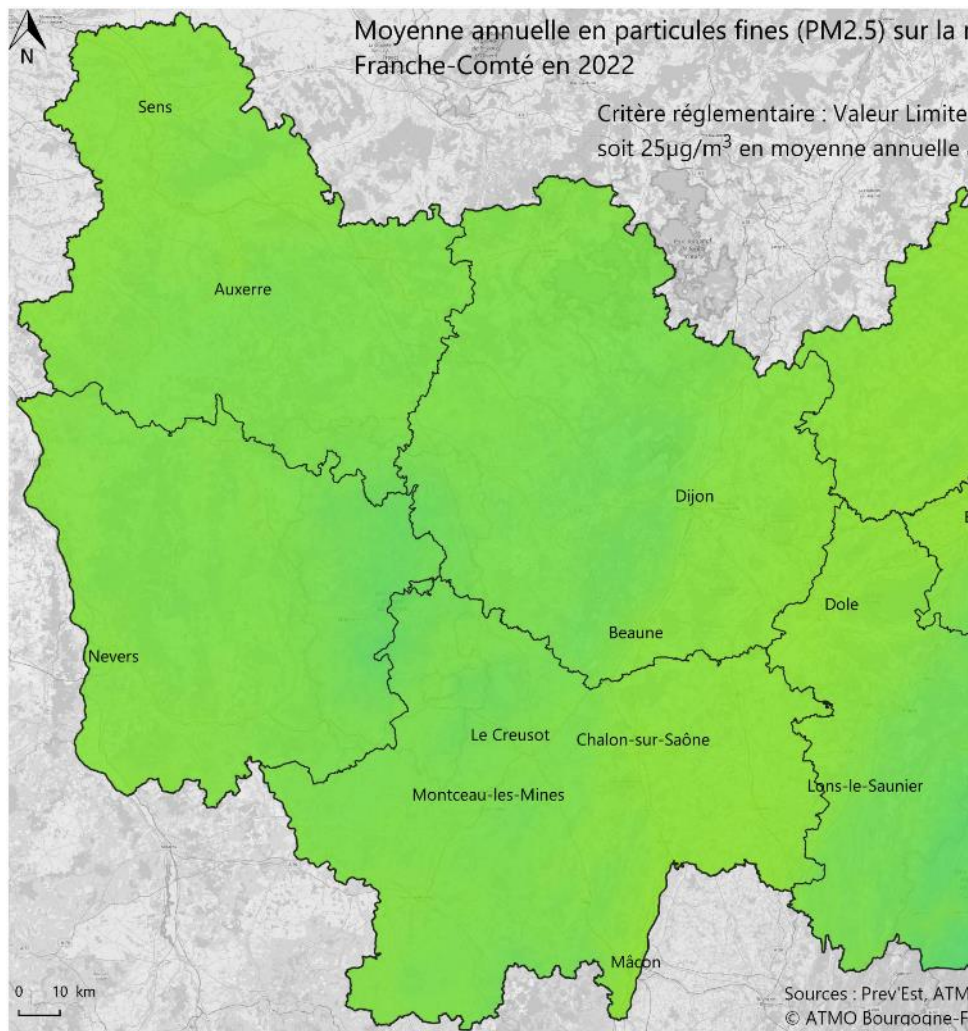 Moyenne annuelle en particules fines (PM2.5) sur la
Franche-Comté en 2022
N
Sens
Critère réglementaire : Valeur Limite
soit 25µg/m³ en moyenne annuelle
Auxerre
Dijon
Dole
Beaune
Nevers
Le Creusot
Chalon-sur-Saône
Lons-le-Saunier
Montceau-les-Mines
Mâcon
0 10 km
Sources : Prev'Est, ATM
© ATMO Bourgogne-F